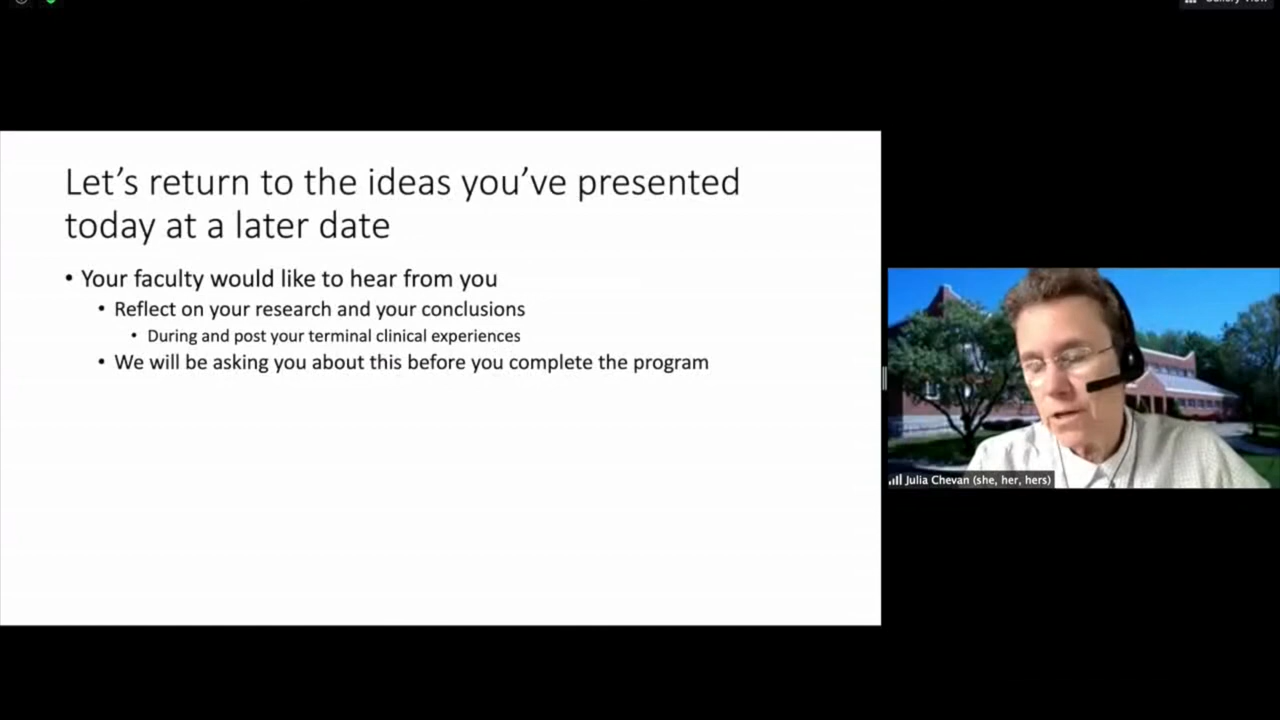 Let's return to the ideas you've presented
today at a later date
• Your faculty would like to hear from you
• Reflect on your research and your conclusions
• During and post your terminal clinical experiences
• We will be asking you about this before you complete the program
Julia Chevan (she, her, hers)